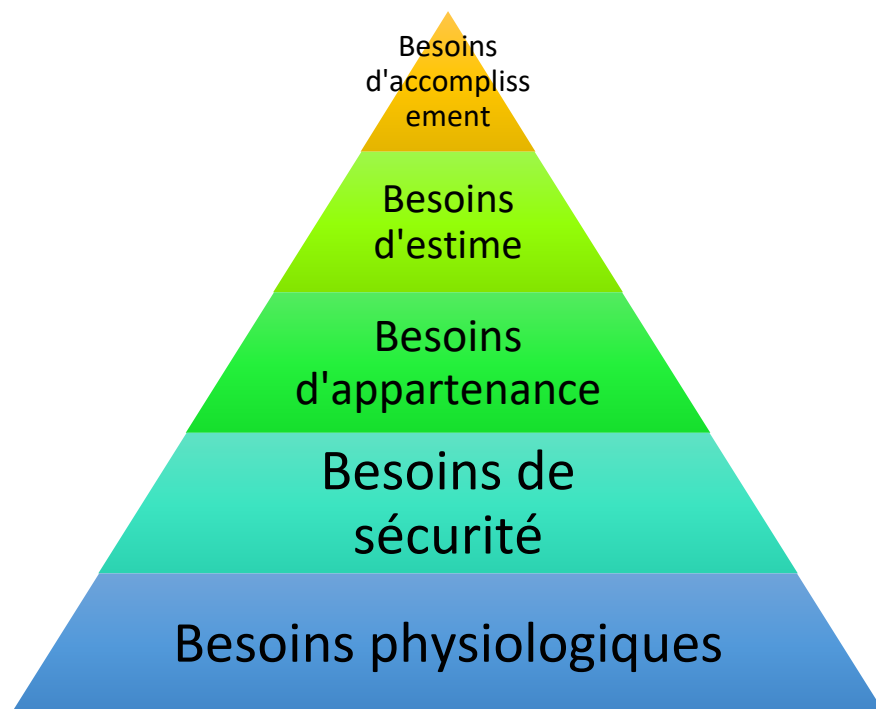 Besoins
d'accompliss
ement
Besoins
d'estime
Besoins
d'appartenance
Besoins de
sécurité
Besoins physiologiques